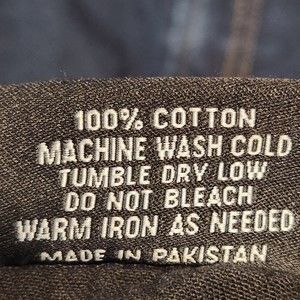 100% COTTON
MACHINE WASH COLD
TUMBLE DRY LOW
DO NOT BLEACH
WARM IRON AS NEEDED
MADE IN PAKISTAN